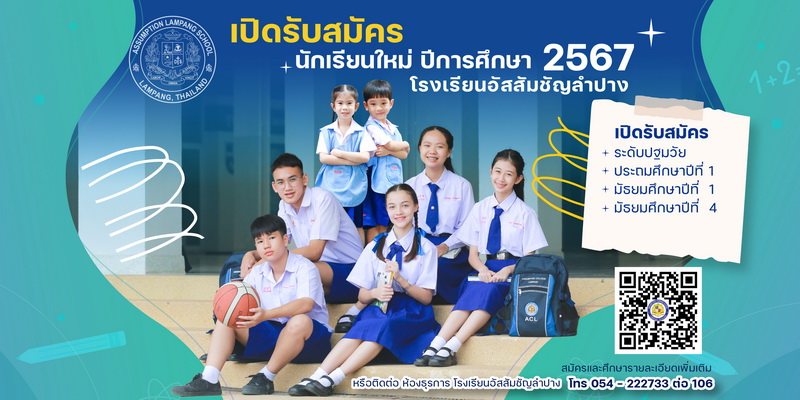 ASSUMPTION LAMPANG SCHOOL
LAMPANG, THAILAND
เปิดรับสมัคร
นักเรียนใหม่ ปีการศึกษา 2567
โรงเรียนอัสสัมชัญลำปาง
1+2=
เปิดรับสมัคร
+ ระดับปฐมวัย
+ ประถมศึกษาปีที่ 1
+ มัธยมศึกษาปีที่ 1
+ มัธยมศึกษาปีที่ 4
ACL
สมัครและศึกษารายละเอียดเพิ่มเติม
หรือติดต่อ ห้องธุรการ โรงเรียนอัสสัมชัญลำปาง โทร 054 - 222733 ต่อ 106